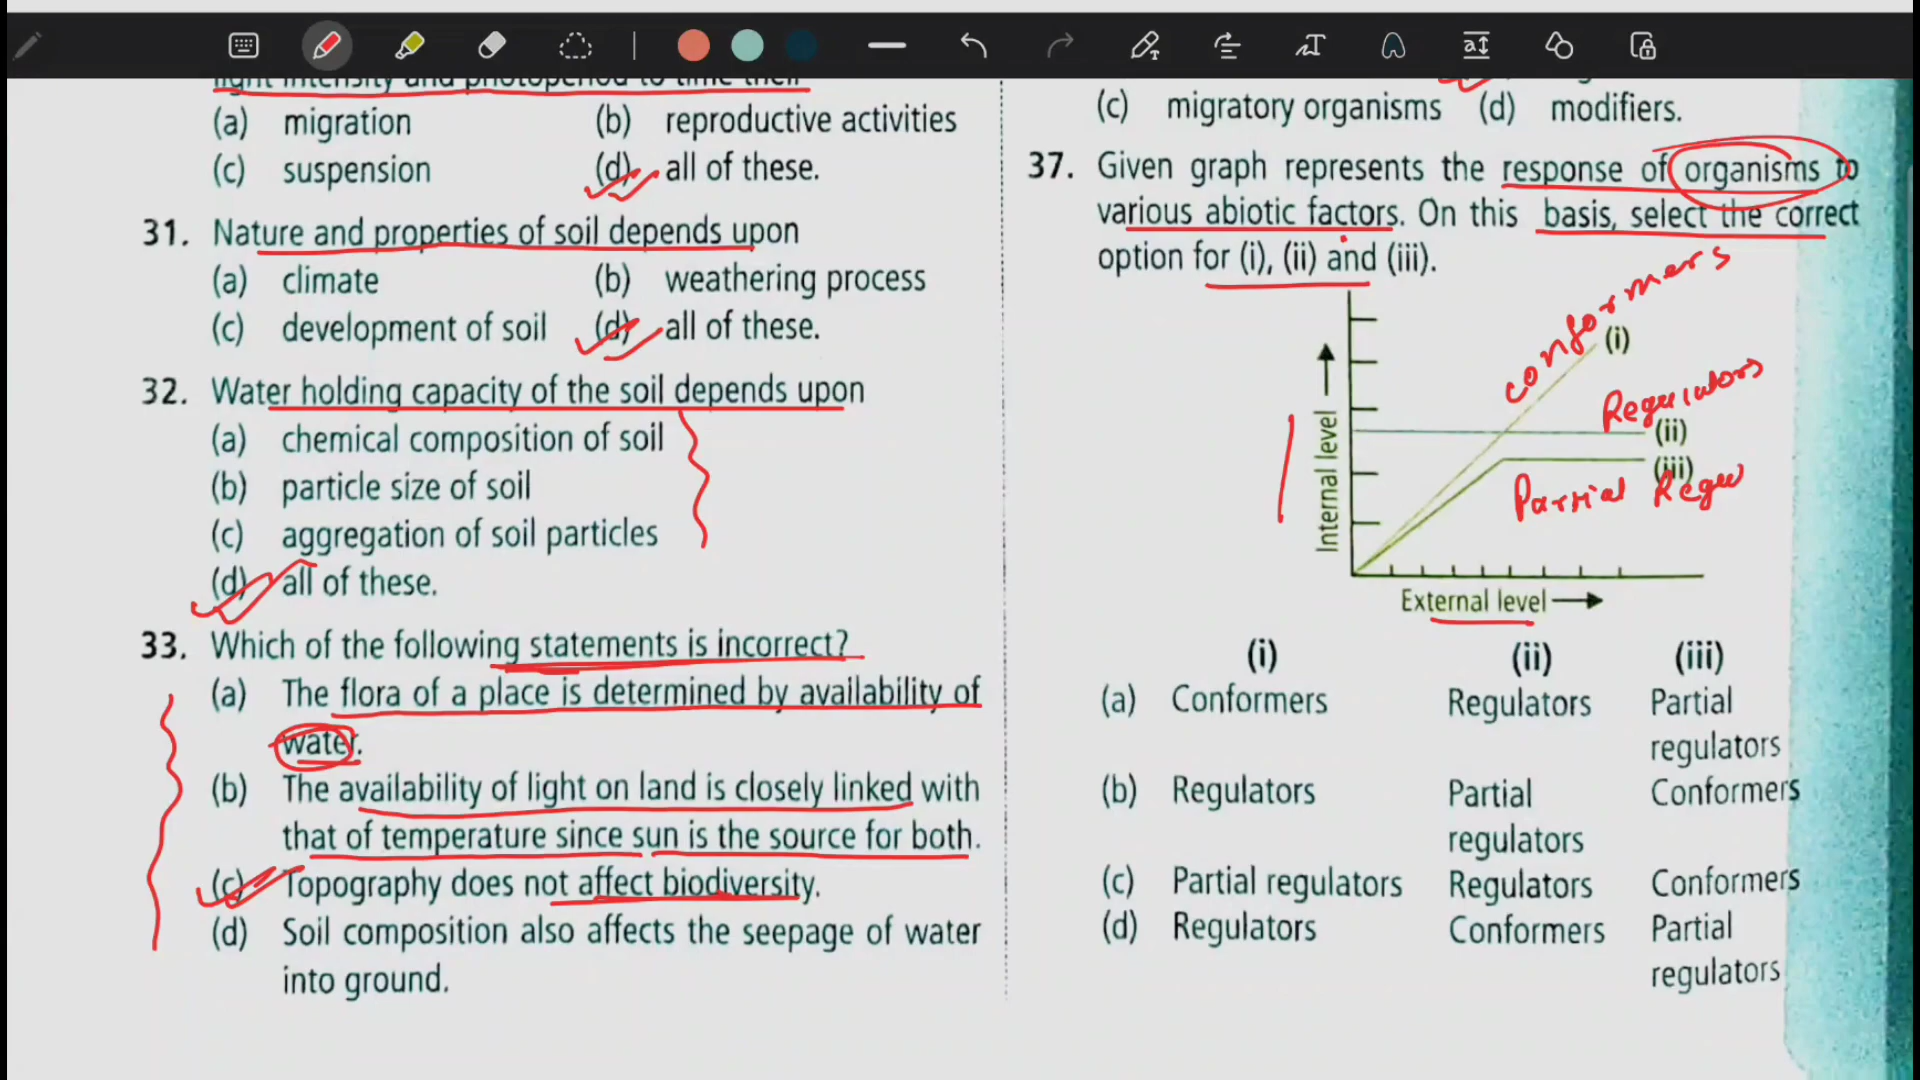 light intensity and photoperiod to time their
(a) migration (b) reproductive activities
(c) suspension (d) all of these.
31. Nature and properties of soil depends upon
(a) climate (b) weathering process
(c) development of soil (d) all of these.
32. Water holding capacity of the soil depends upon
(a) chemical composition of soil
(b) particle size of soil
(c) aggregation of soil particles
(d) all of these.
33. Which of the following statements is incorrect?
(a) The flora of a place is determined by availability of
water.
(b) The availability of light on land is closely linked with
that of temperature since sun is the source for both.
(c) Topography does not affect biodiversity.
(d) Soil composition also affects the seepage of water
into ground.
(c) migratory organisms (d) modifiers.
37. Given graph represents the response of organisms to
various abiotic factors. On this basis, select the correct
option for (i), (ii) and (iii).
conformers
(i)
Regulators
(ii)
(iii)
Partial Regu
Internal level
External level
(i) (ii) (iii)
(a) Conformers Regulators Partial
regulators
(b) Regulators Partial Conformers
regulators
(c) Partial regulators Regulators Conformers
(d) Regulators Conformers Partial
regulators